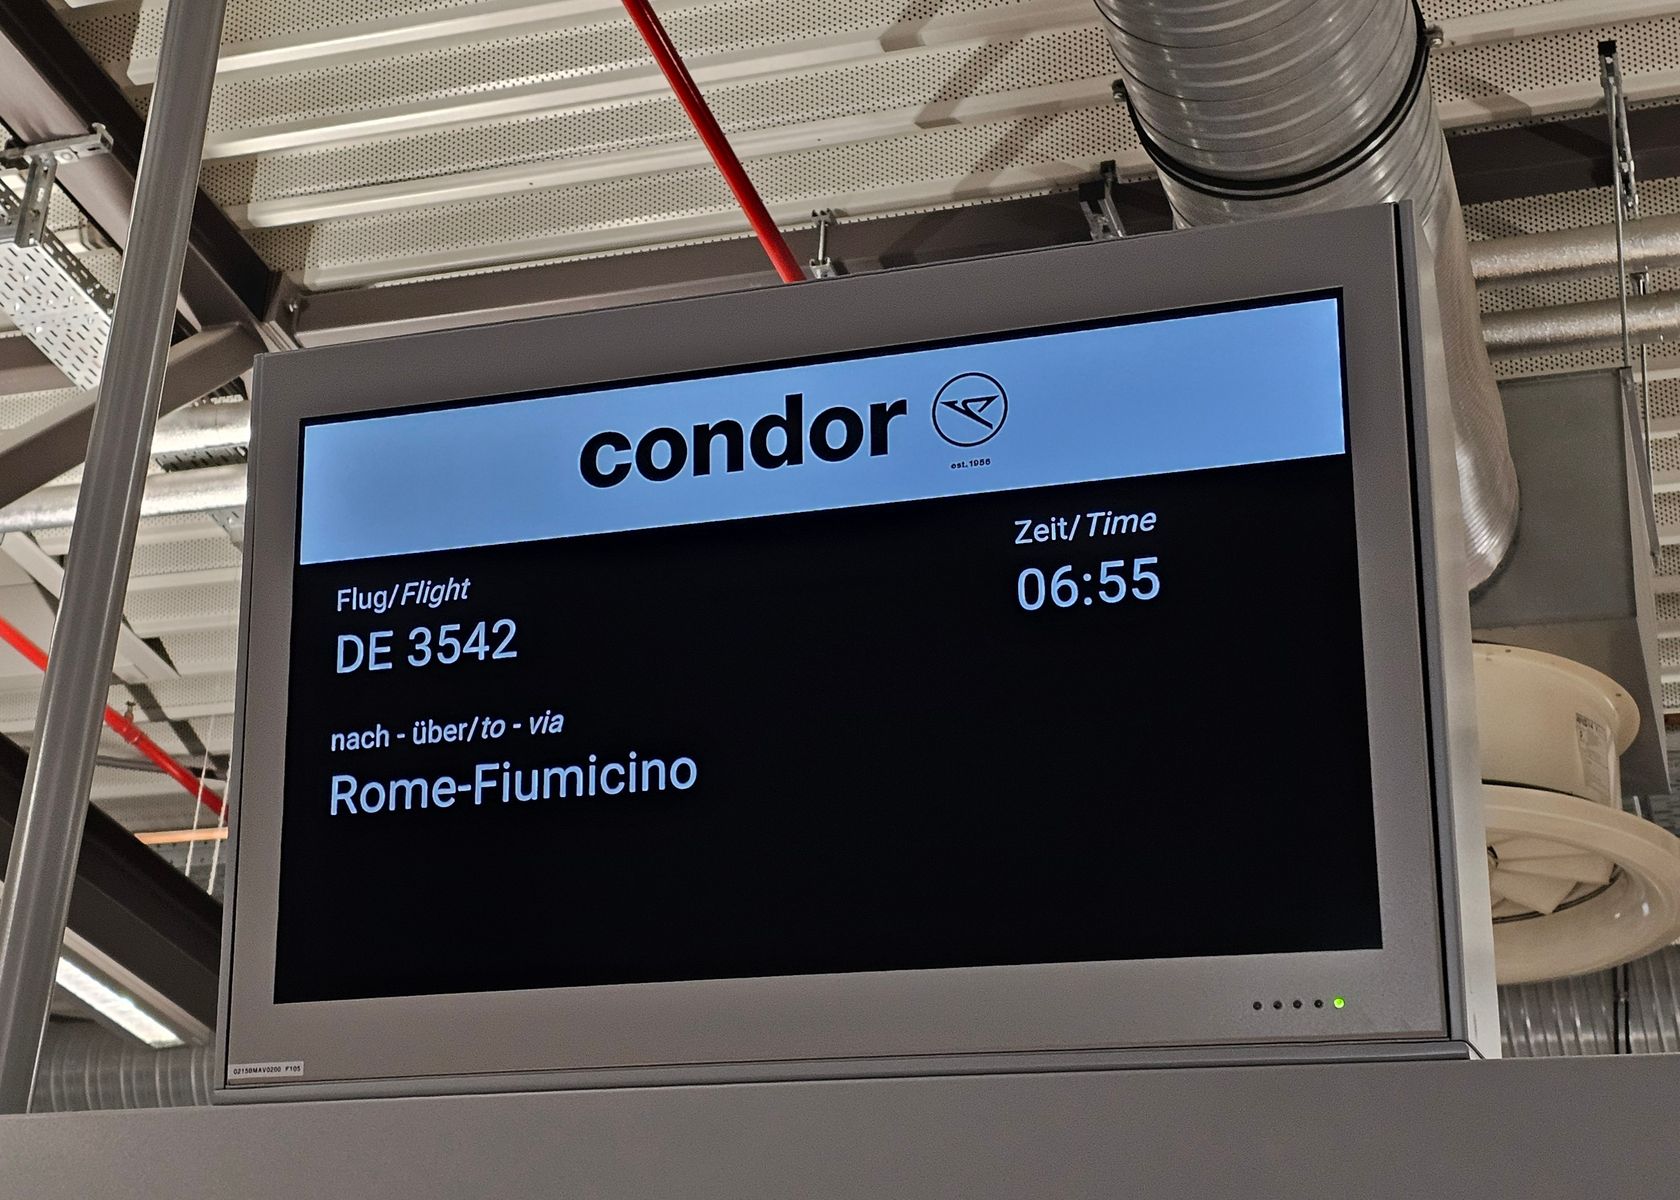 condor
est. 1956
Zeit/Time
06:55
Flug/Flight
DE 3542
nach - über/to - via
Rome-Fiumicino